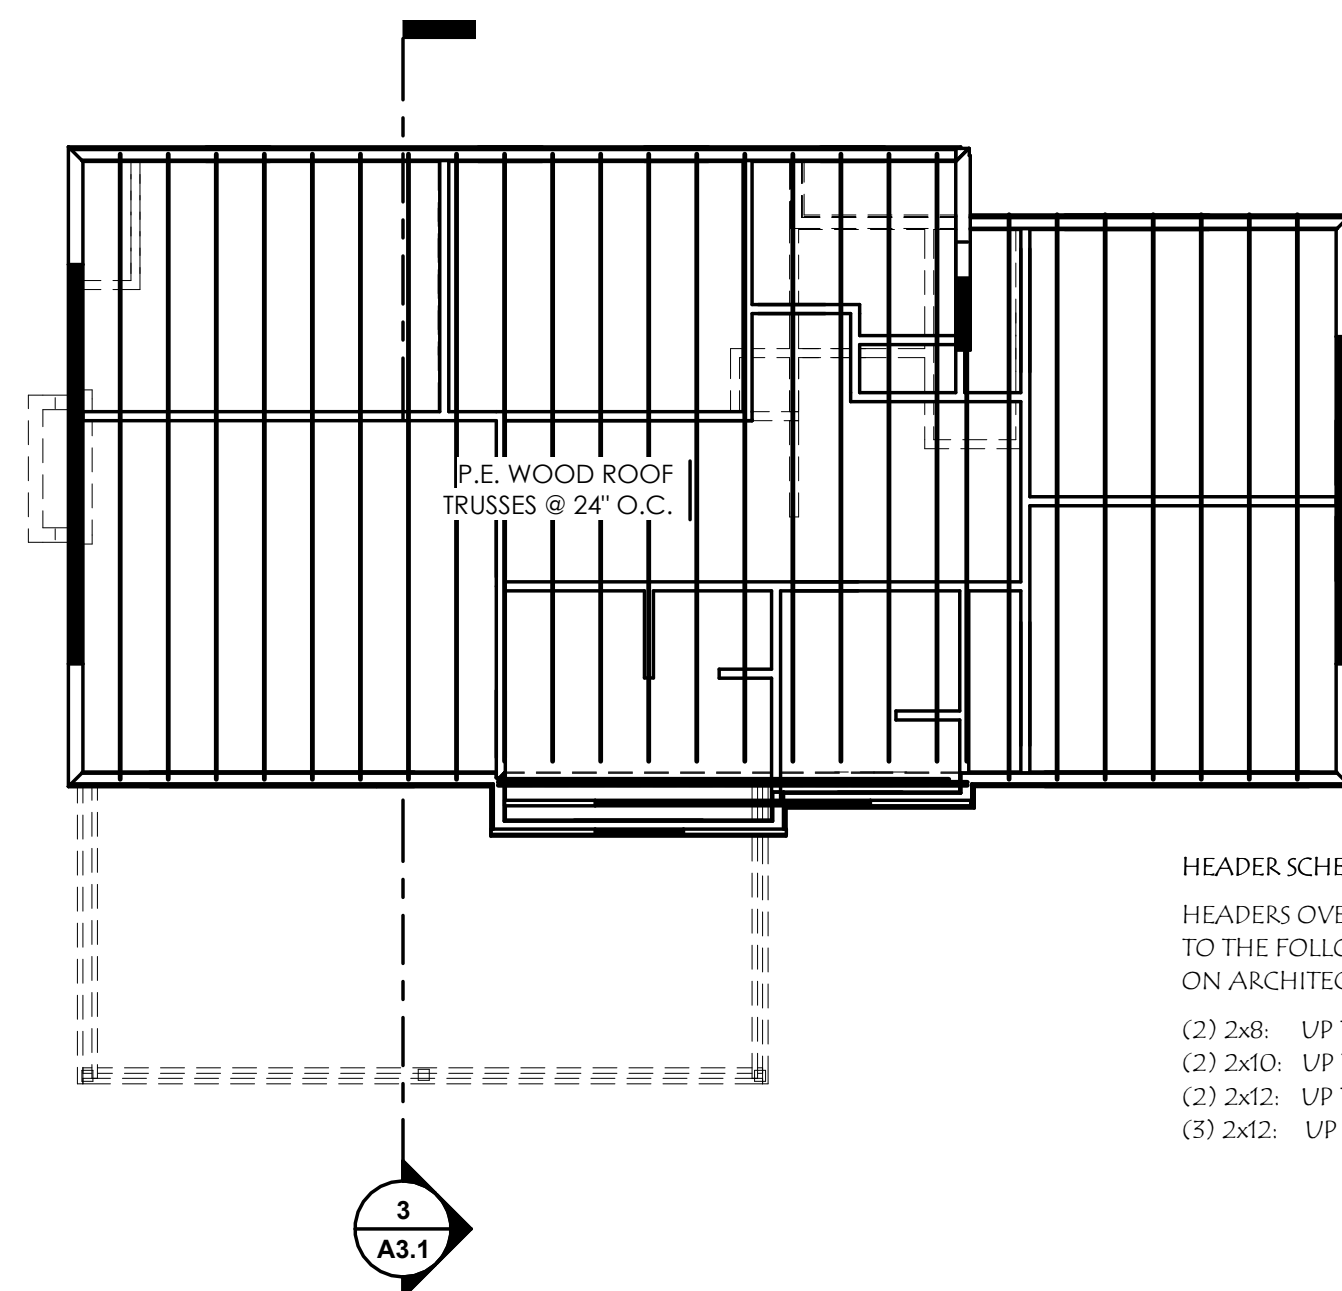 P.E. WOOD ROOF
TRUSSES @ 24" O.C.
HEADER SCHE
HEADERS OVE
TO THE FOLLO
ON ARCHITEC
(2) 2x8: UP
(2) 2x10: UP
(2) 2x12: UP
(3) 2x12: UP
3
A3.1